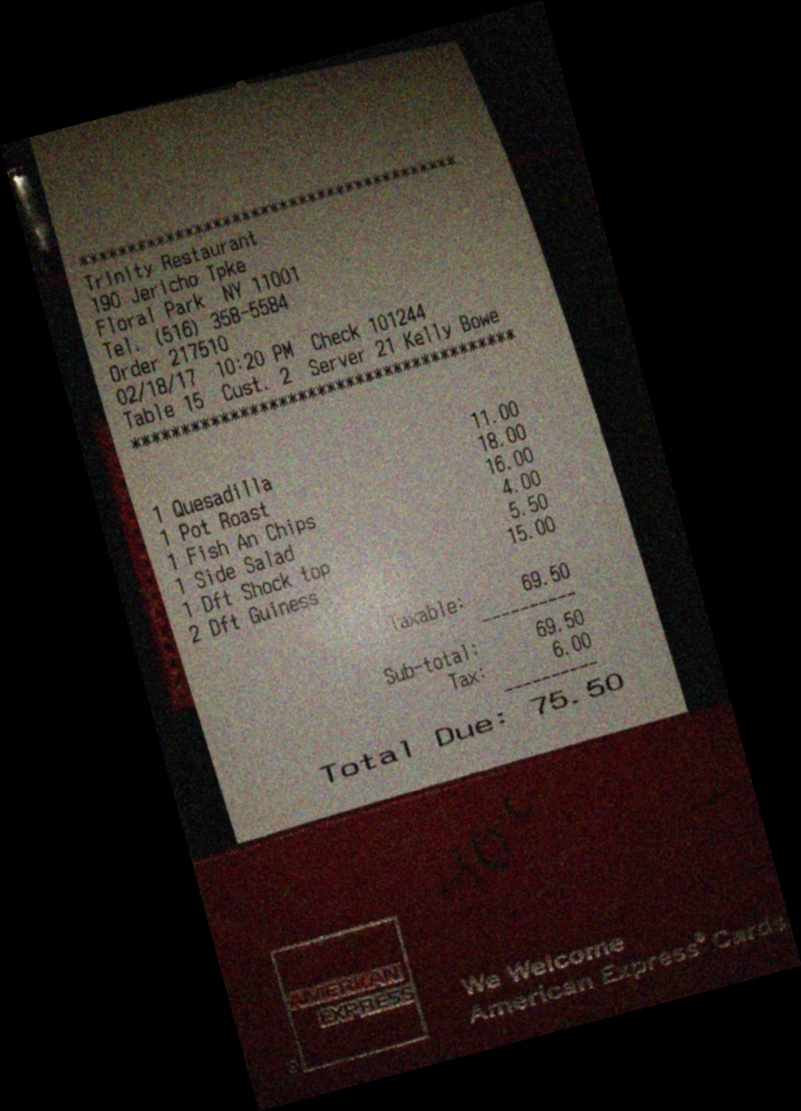 ******************************************
Trinity Restaurant
190 Jericho Tpke
Floral Park NY 11001
Tel. (516) 358-5584
Order 217510
02/18/17 10:20 PM Check 101244
Table 15 Cust. 2 Server 21 Kelly Bowe
******************************************
1 Quesadilla 11.00
1 Pot Roast 18.00
1 Fish An Chips 16.00
1 Side Salad 4.00
1 Dft Shock top 5.50
2 Dft Guiness 15.00
Taxable: 69.50
----------
Sub-total: 69.50
Tax: 6.00
----------
Total Due: 75.50
AMERICAN
EXPRESS
®
We Welcome
American Express® Cards